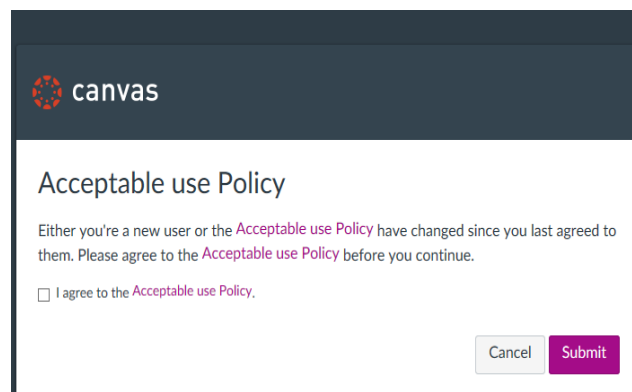 canvas
Acceptable use Policy
Either you're a new user or the Acceptable use Policy have changed since you last agreed to
them. Please agree to the Acceptable use Policy before you continue.
I agree to the Acceptable use Policy.
Cancel Submit